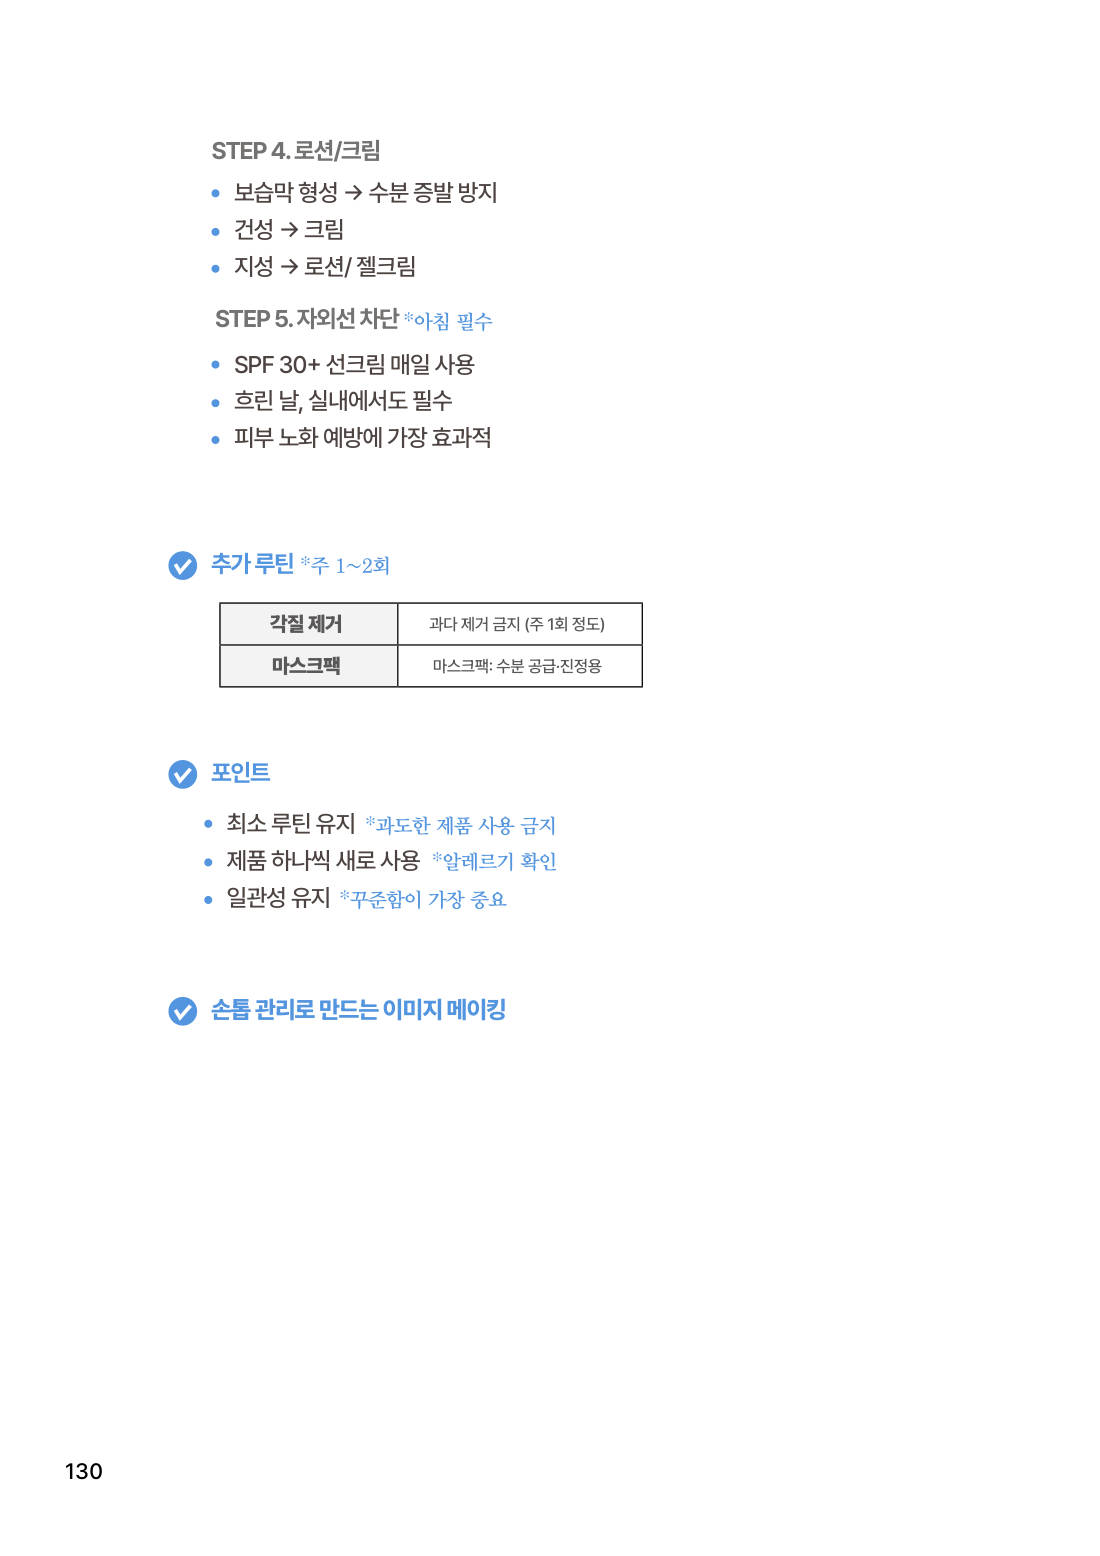 STEP 4. 로션/크림
보습막 형성 → 수분 증발 방지
건성 → 크림
지성 → 로션/ 젤크림
STEP 5. 자외선 차단 *아침 필수
SPF 30+ 선크림 매일 사용
흐린 날, 실내에서도 필수
피부 노화 예방에 가장 효과적
추가 루틴 *주 1~2회
각질 제거 과다 제거 금지 (주 1회 정도)
마스크팩 마스크팩: 수분 공급·진정용
포인트
최소 루틴 유지 *과도한 제품 사용 금지
제품 하나씩 새로 사용 *알레르기 확인
일관성 유지 *꾸준함이 가장 중요
손톱 관리로 만드는 이미지 메이킹
130